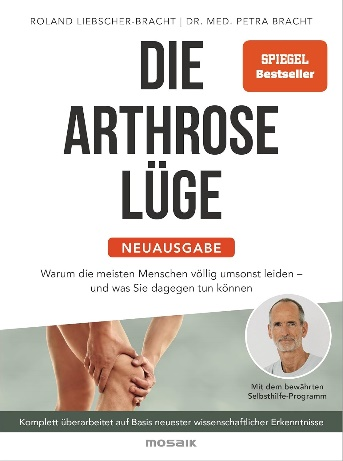 ROLAND LIEBSCHER-BRACHT | DR. MED. PETRA BRACHT
SPIEGEL
Bestseller
DIE
ARTHROSE
LÜGE
NEUAUSGABE
Warum die meisten Menschen völlig umsonst leiden –
und was Sie dagegen tun können
Mit dem bewährten
Selbsthilfe-Programm
Komplett überarbeitet auf Basis neuester wissenschaftlicher Erkenntnisse
mosaik